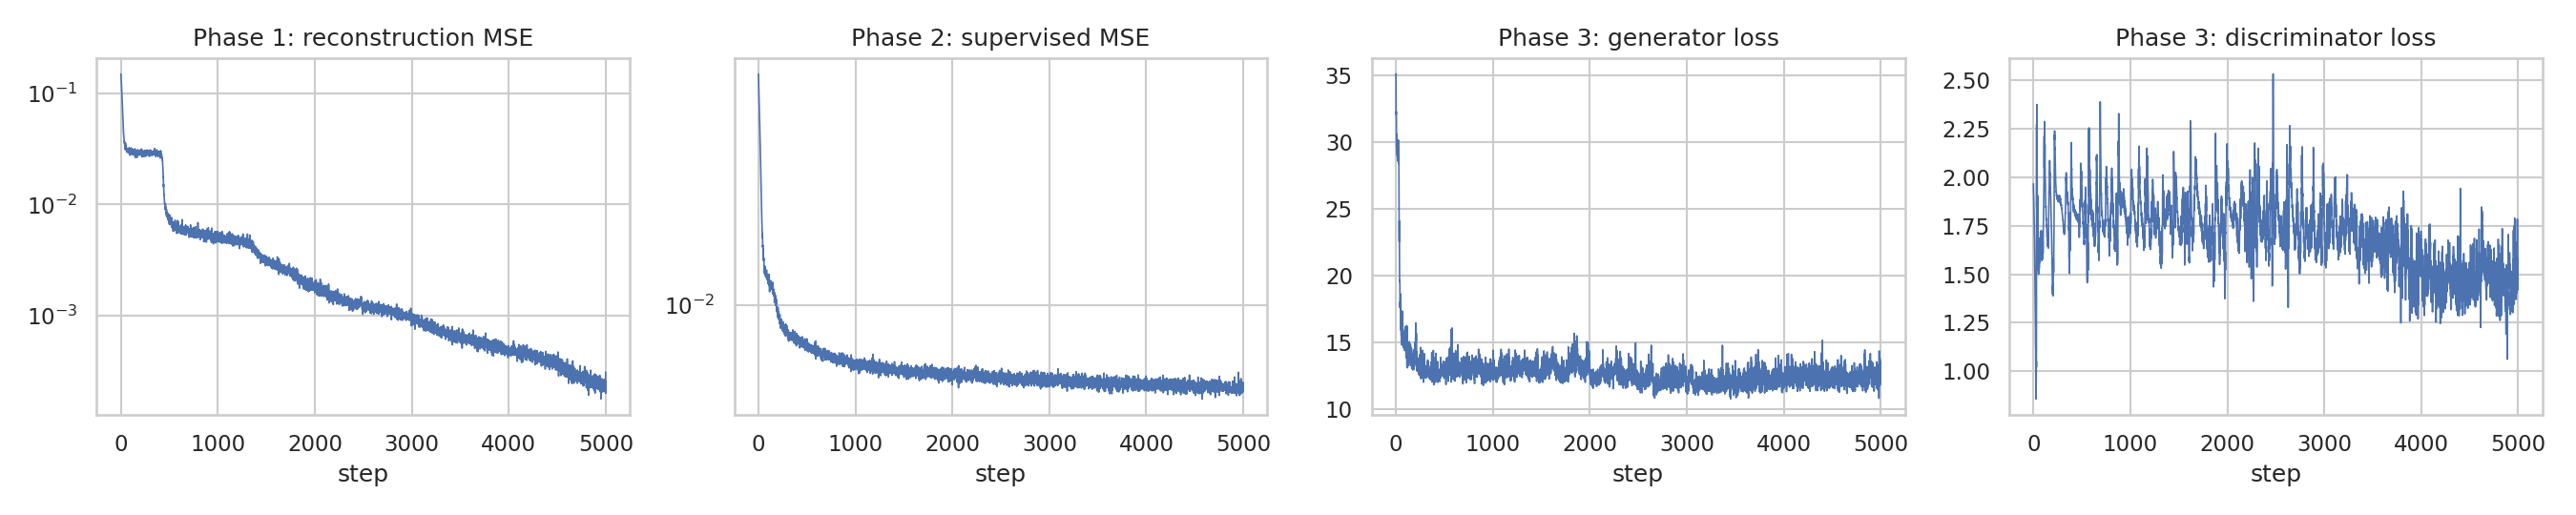 Phase 1: reconstruction MSE
10⁻¹
10⁻²
10⁻³
0 1000 2000 3000 4000 5000
step
Phase 2: supervised MSE
10⁻²
0 1000 2000 3000 4000 5000
step
Phase 3: generator loss
35
30
25
20
15
10
0 1000 2000 3000 4000 5000
step
Phase 3: discriminator loss
2.50
2.25
2.00
1.75
1.50
1.25
1.00
0 1000 2000 3000 4000 5000
step